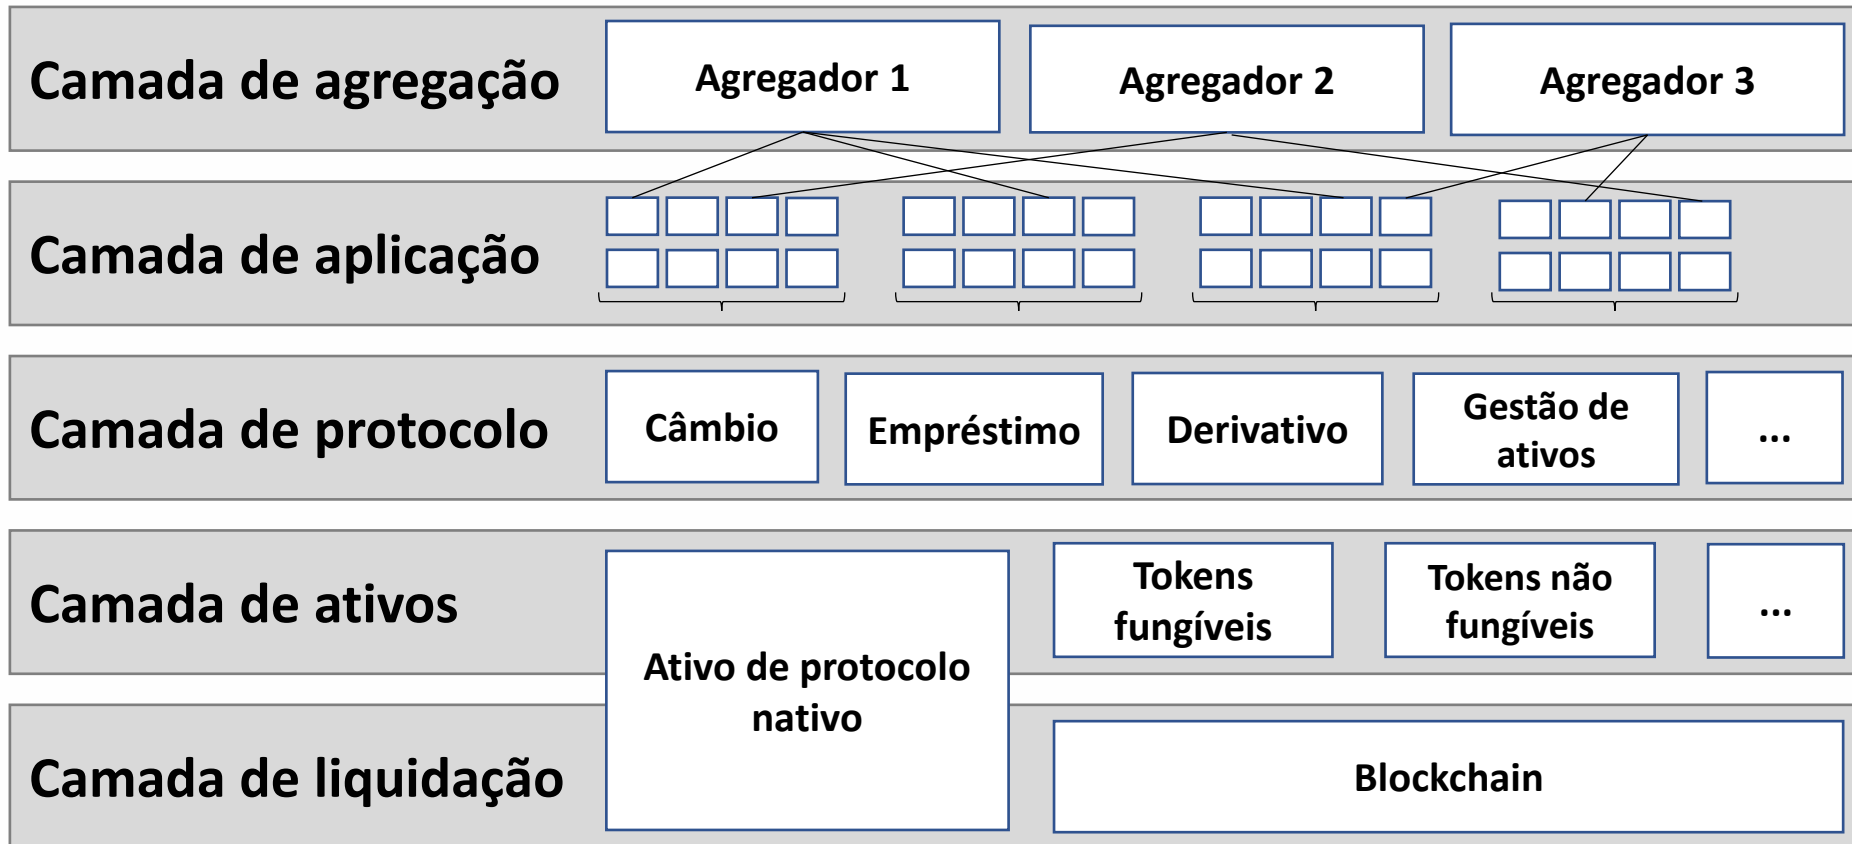 Camada de agregação
Agregador 1
Agregador 2
Agregador 3
Camada de aplicação
Camada de protocolo
Câmbio
Empréstimo
Derivativo
Gestão de
ativos
...
Camada de ativos
Ativo de protocolo
nativo
Tokens
fungíveis
Tokens não
fungíveis
...
Camada de liquidação
Blockchain